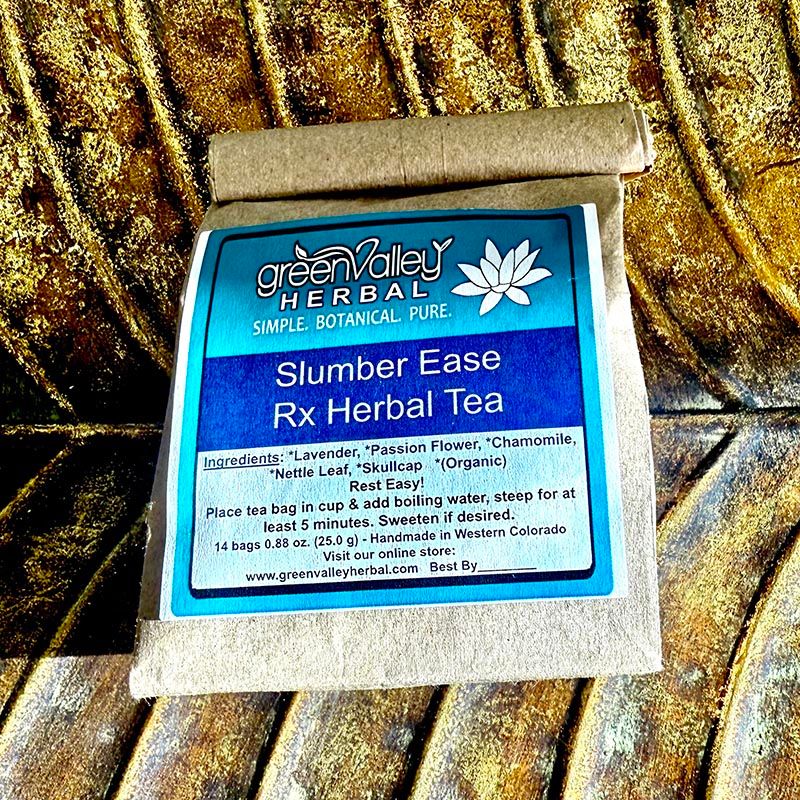 greenValley
HERBAL
SIMPLE. BOTANICAL. PURE.
Slumber Ease
Rx Herbal Tea
Ingredients: *Lavender, *Passion Flower, *Chamomile,
*Nettle Leaf, *Skullcap *(Organic)
Rest Easy!
Place tea bag in cup & add boiling water, steep for at
least 5 minutes. Sweeten if desired.
14 bags 0.88 oz. (25.0 g) - Handmade in Western Colorado
Visit our online store:
www.greenvalleyherbal.com Best By________